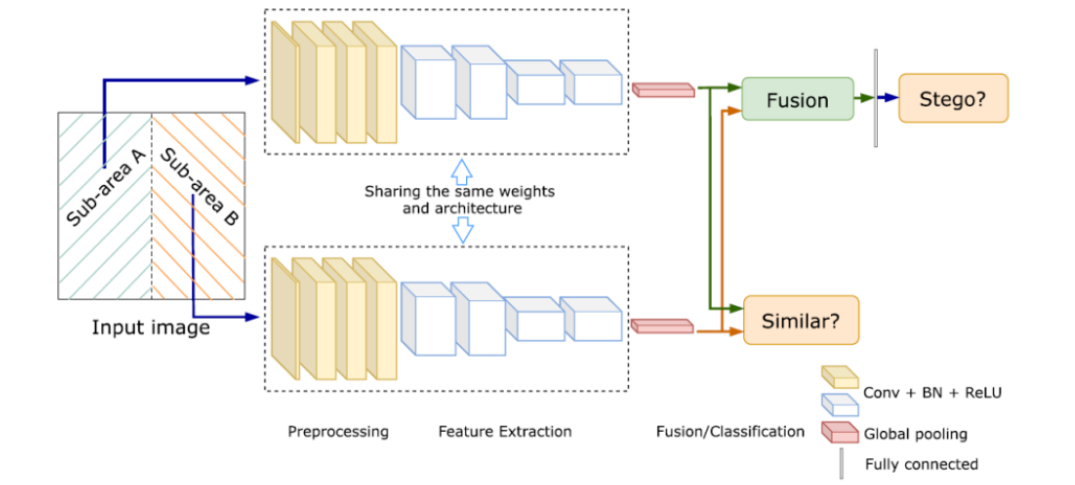 Sub-area A
Sub-area B
Input image
Sharing the same weights
and architecture
Fusion
Stego?
Similar?
Preprocessing
Feature Extraction
Fusion/Classification
Conv + BN + ReLU
Global pooling
Fully connected